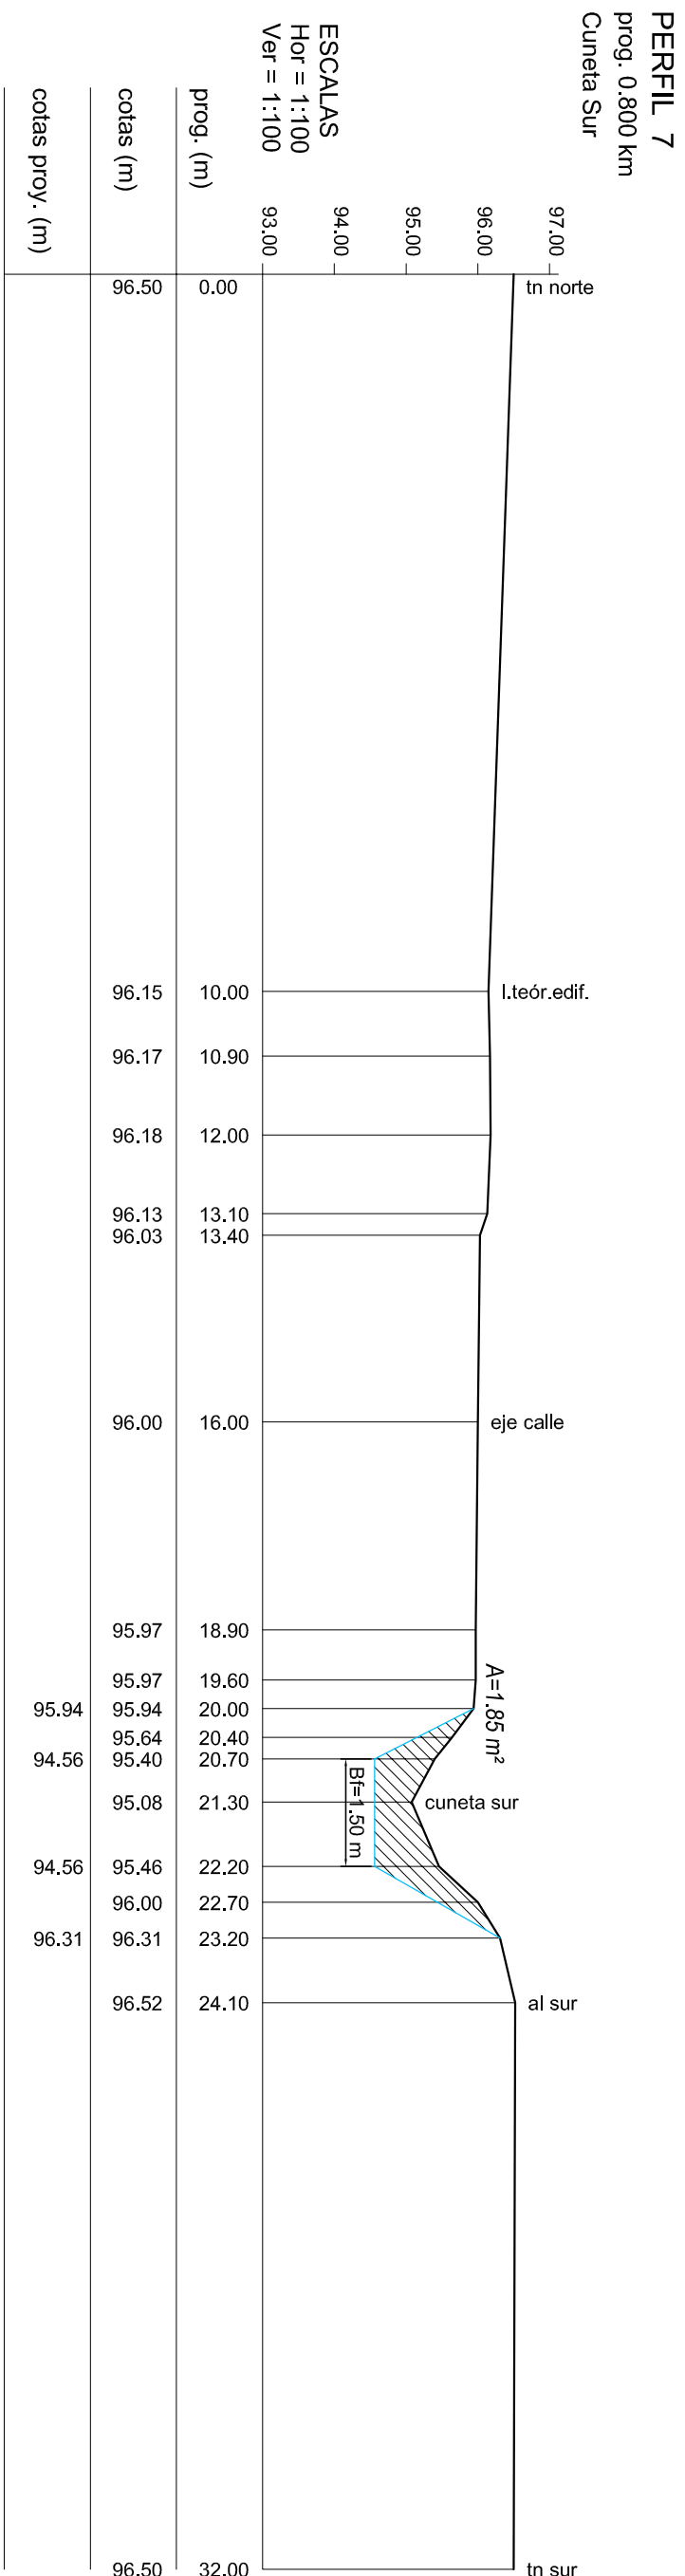 PERFIL 7
prog. 0.800 km
Cuneta Sur
97.00
96.00
95.00
94.00
93.00
ESCALAS
Hor = 1:100
Ver = 1:100
prog. (m)
cotas (m)
cotas proy. (m)
96.50 0.00 tn norte
96.15 10.00 l.teór.edif.
96.17 10.90
96.18 12.00
96.13 13.10
96.03 13.40
96.00 16.00 eje calle
95.97 18.90
95.97 19.60
A=1.85 m²
95.94 95.94 20.00
95.64 20.40
94.56 95.40 20.70
Bf=1.50 m
95.08 21.30 cuneta sur
94.56 95.46 22.20
96.00 22.70
96.31 96.31 23.20
96.52 24.10 al sur
96.50 32.00 tn sur